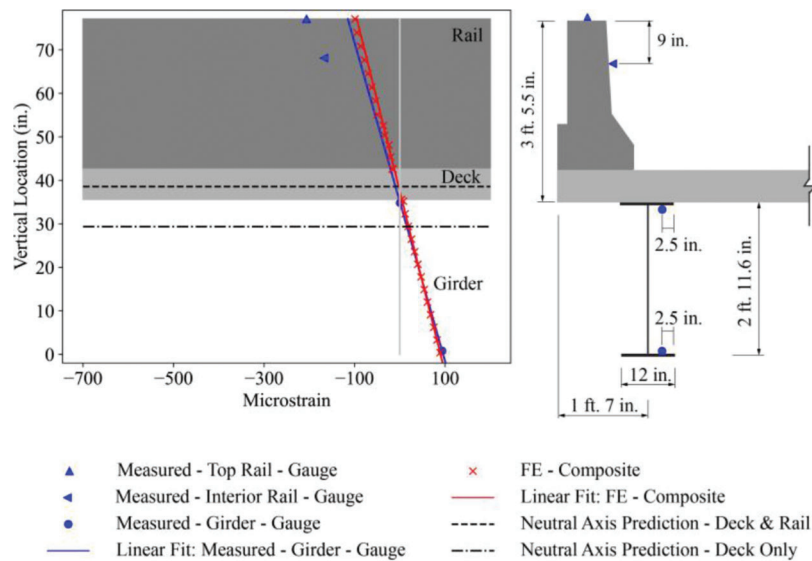 Rail
Deck
Girder
70
60
50
40
30
20
10
0
Vertical Location (in.)
−700
−500
−300
−100
100
Microstrain
9 in.
3 ft. 5.5 in.
2.5 in.
2.5 in.
2 ft. 11.6 in.
12 in.
1 ft. 7 in.
Measured - Top Rail - Gauge
Measured - Interior Rail - Gauge
Measured - Girder - Gauge
Linear Fit: Measured - Girder - Gauge
FE - Composite
Linear Fit: FE - Composite
Neutral Axis Prediction - Deck & Rail
Neutral Axis Prediction - Deck Only